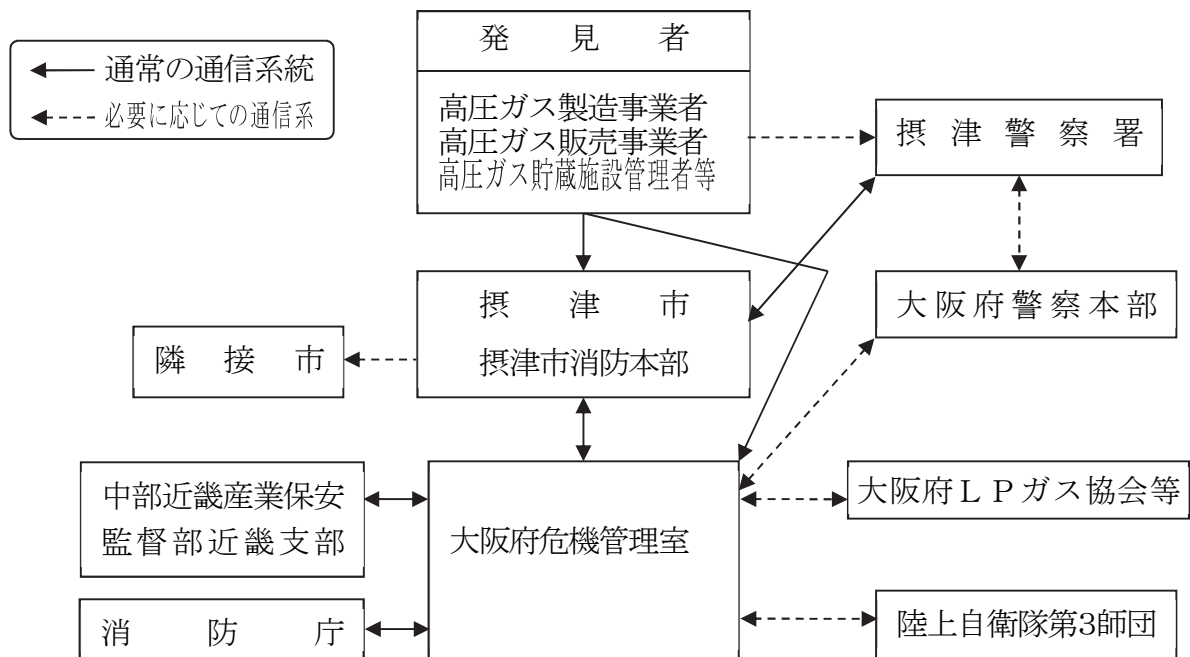 発見者
通常の通信系統
必要に応じての通信系
高圧ガス製造事業者
高圧ガス販売事業者
高圧ガス貯蔵施設管理者等
摂津警察署
摂津市
摂津市消防本部
大阪府警察本部
隣接市
中部近畿産業保安
監督部近畿支部
大阪府危機管理室
大阪府ＬＰガス協会等
消防庁
陸上自衛隊第3師団